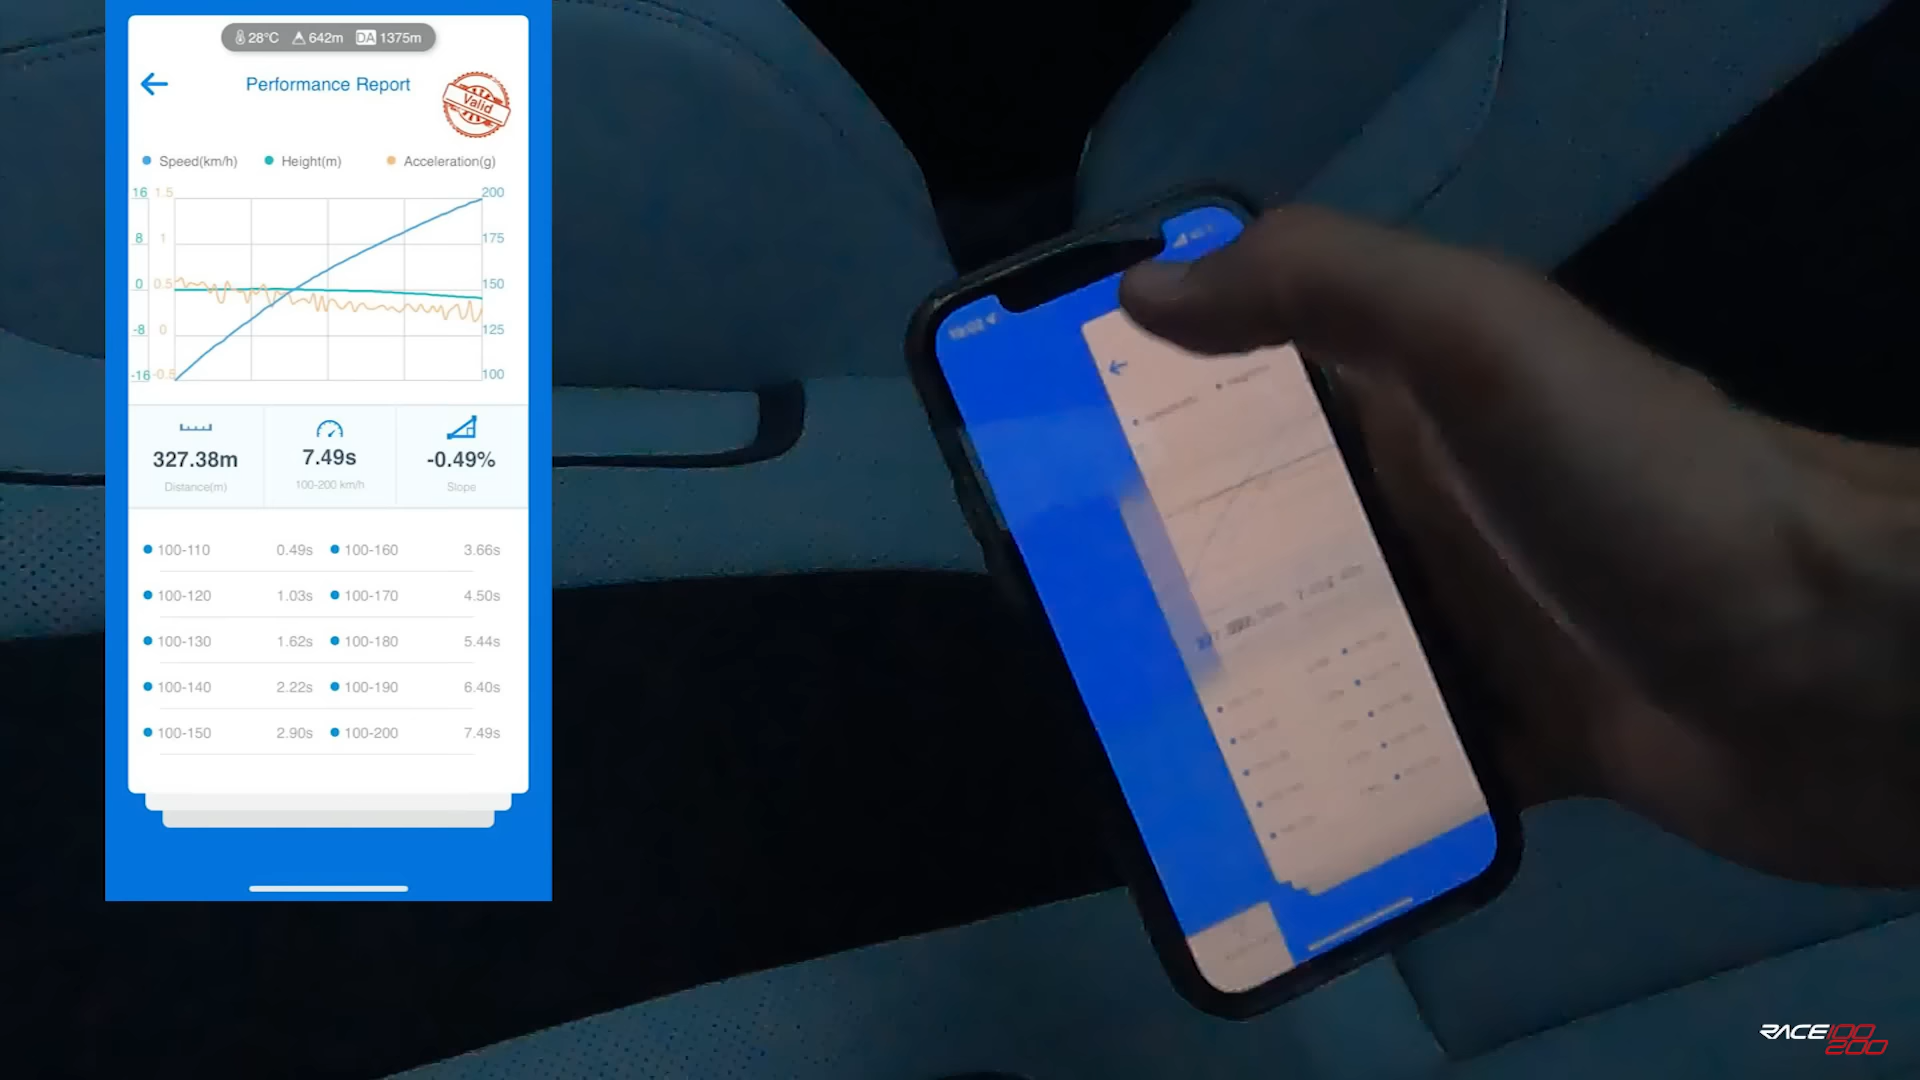 28°C 642m DA 1375m
Performance Report
Valid
Speed(km/h) Height(m) Acceleration(g)
16 1.5 200
8 1 175
0 0.5 150
-8 0 125
-16 -0.5 100
327.38m 7.49s -0.49%
Distance(m) 100-200 km/h Slope
100-110 0.49s 100-160 3.66s
100-120 1.03s 100-170 4.50s
100-130 1.62s 100-180 5.44s
100-140 2.22s 100-190 6.40s
100-150 2.90s 100-200 7.49s
RACE100
200